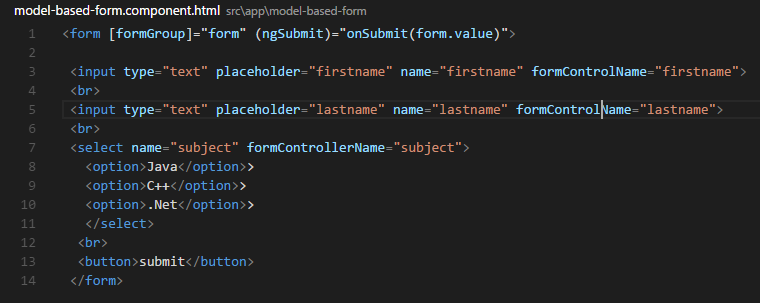 model-based-form.component.html src\app\model-based-form
1 <form [formGroup]="form" (ngSubmit)="onSubmit(form.value)">
2
3 <input type="text" placeholder="firstname" name="firstname" formControlName="firstname">
4 <br>
5 <input type="text" placeholder="lastname" name="lastname" formControlName="lastname">
6 <br>
7 <select name="subject" formControllerName="subject">
8 <option>Java</option>>
9 <option>C++</option>>
10 <option>.Net</option>>
11 </select>
12 <br>
13 <button>submit</button>
14 </form>